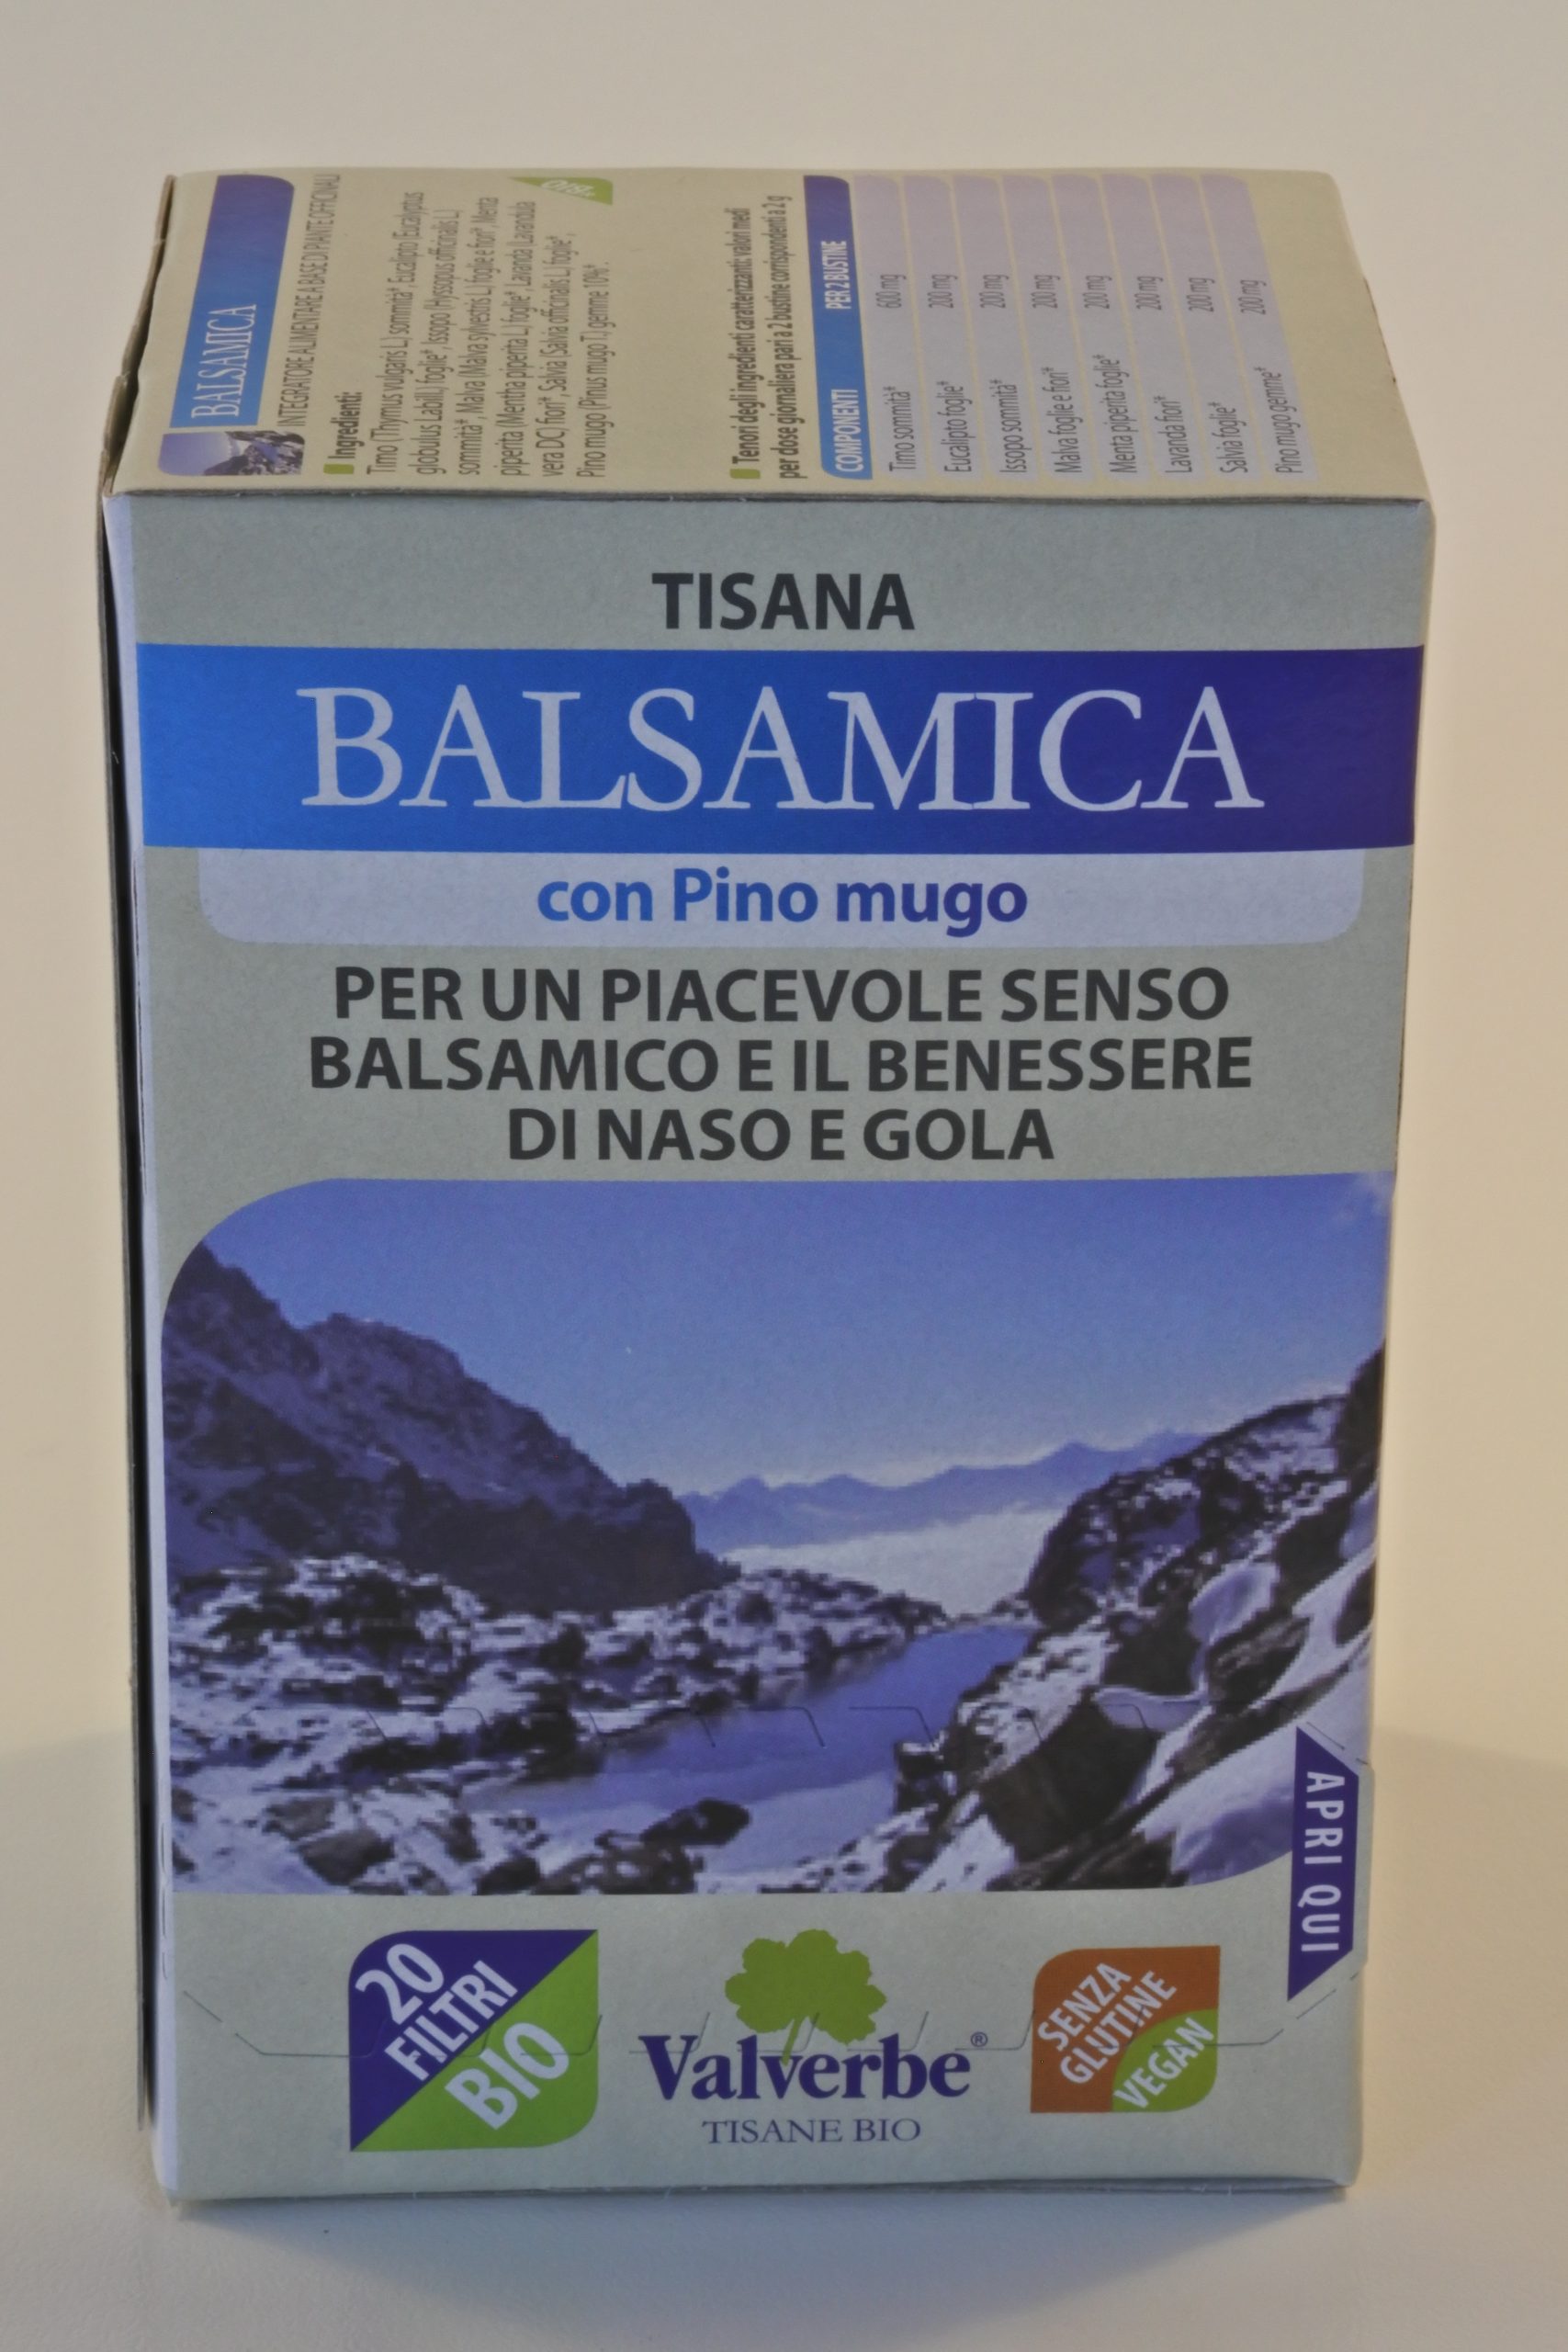 BALSAMICA
INTEGRATORE ALIMENTARE A BASE DI PIANTE OFFICINALI
Ingredienti:
Timo (Thymus vulgaris L.) sommità*, Eucalipto (Eucalyptus
globulus Labill.) foglie*, Issopo (Hyssopus officinalis L.)
sommità*, Malva (Malva sylvestris L.) foglie e fiori*, Menta
piperita (Mentha piperita L.) foglie*, Lavanda (Lavandula
vera DC) fiori*, Salvia (Salvia officinalis L.) foglie*,
Pino mugo (Pinus mugo T.) gemme 10%*.
*BIO
Tenori degli ingredienti caratterizzanti: valori medi
per dose giornaliera pari a 2 bustine corrispondenti a 2 g
COMPONENTI PER 2 BUSTINE
Timo sommità* 600 mg
Eucalipto foglie* 200 mg
Issopo sommità* 200 mg
Malva foglie e fiori* 200 mg
Menta piperita foglie* 200 mg
Lavanda fiori* 200 mg
Salvia foglie* 200 mg
Pino mugo gemme* 200 mg
TISANA
BALSAMICA
con Pino mugo
PER UN PIACEVOLE SENSO
BALSAMICO E IL BENESSERE
DI NASO E GOLA
APRI QUI
20
FILTRI
BIO
Valverbe®
TISANE BIO
SENZA
GLUTINE
VEGAN